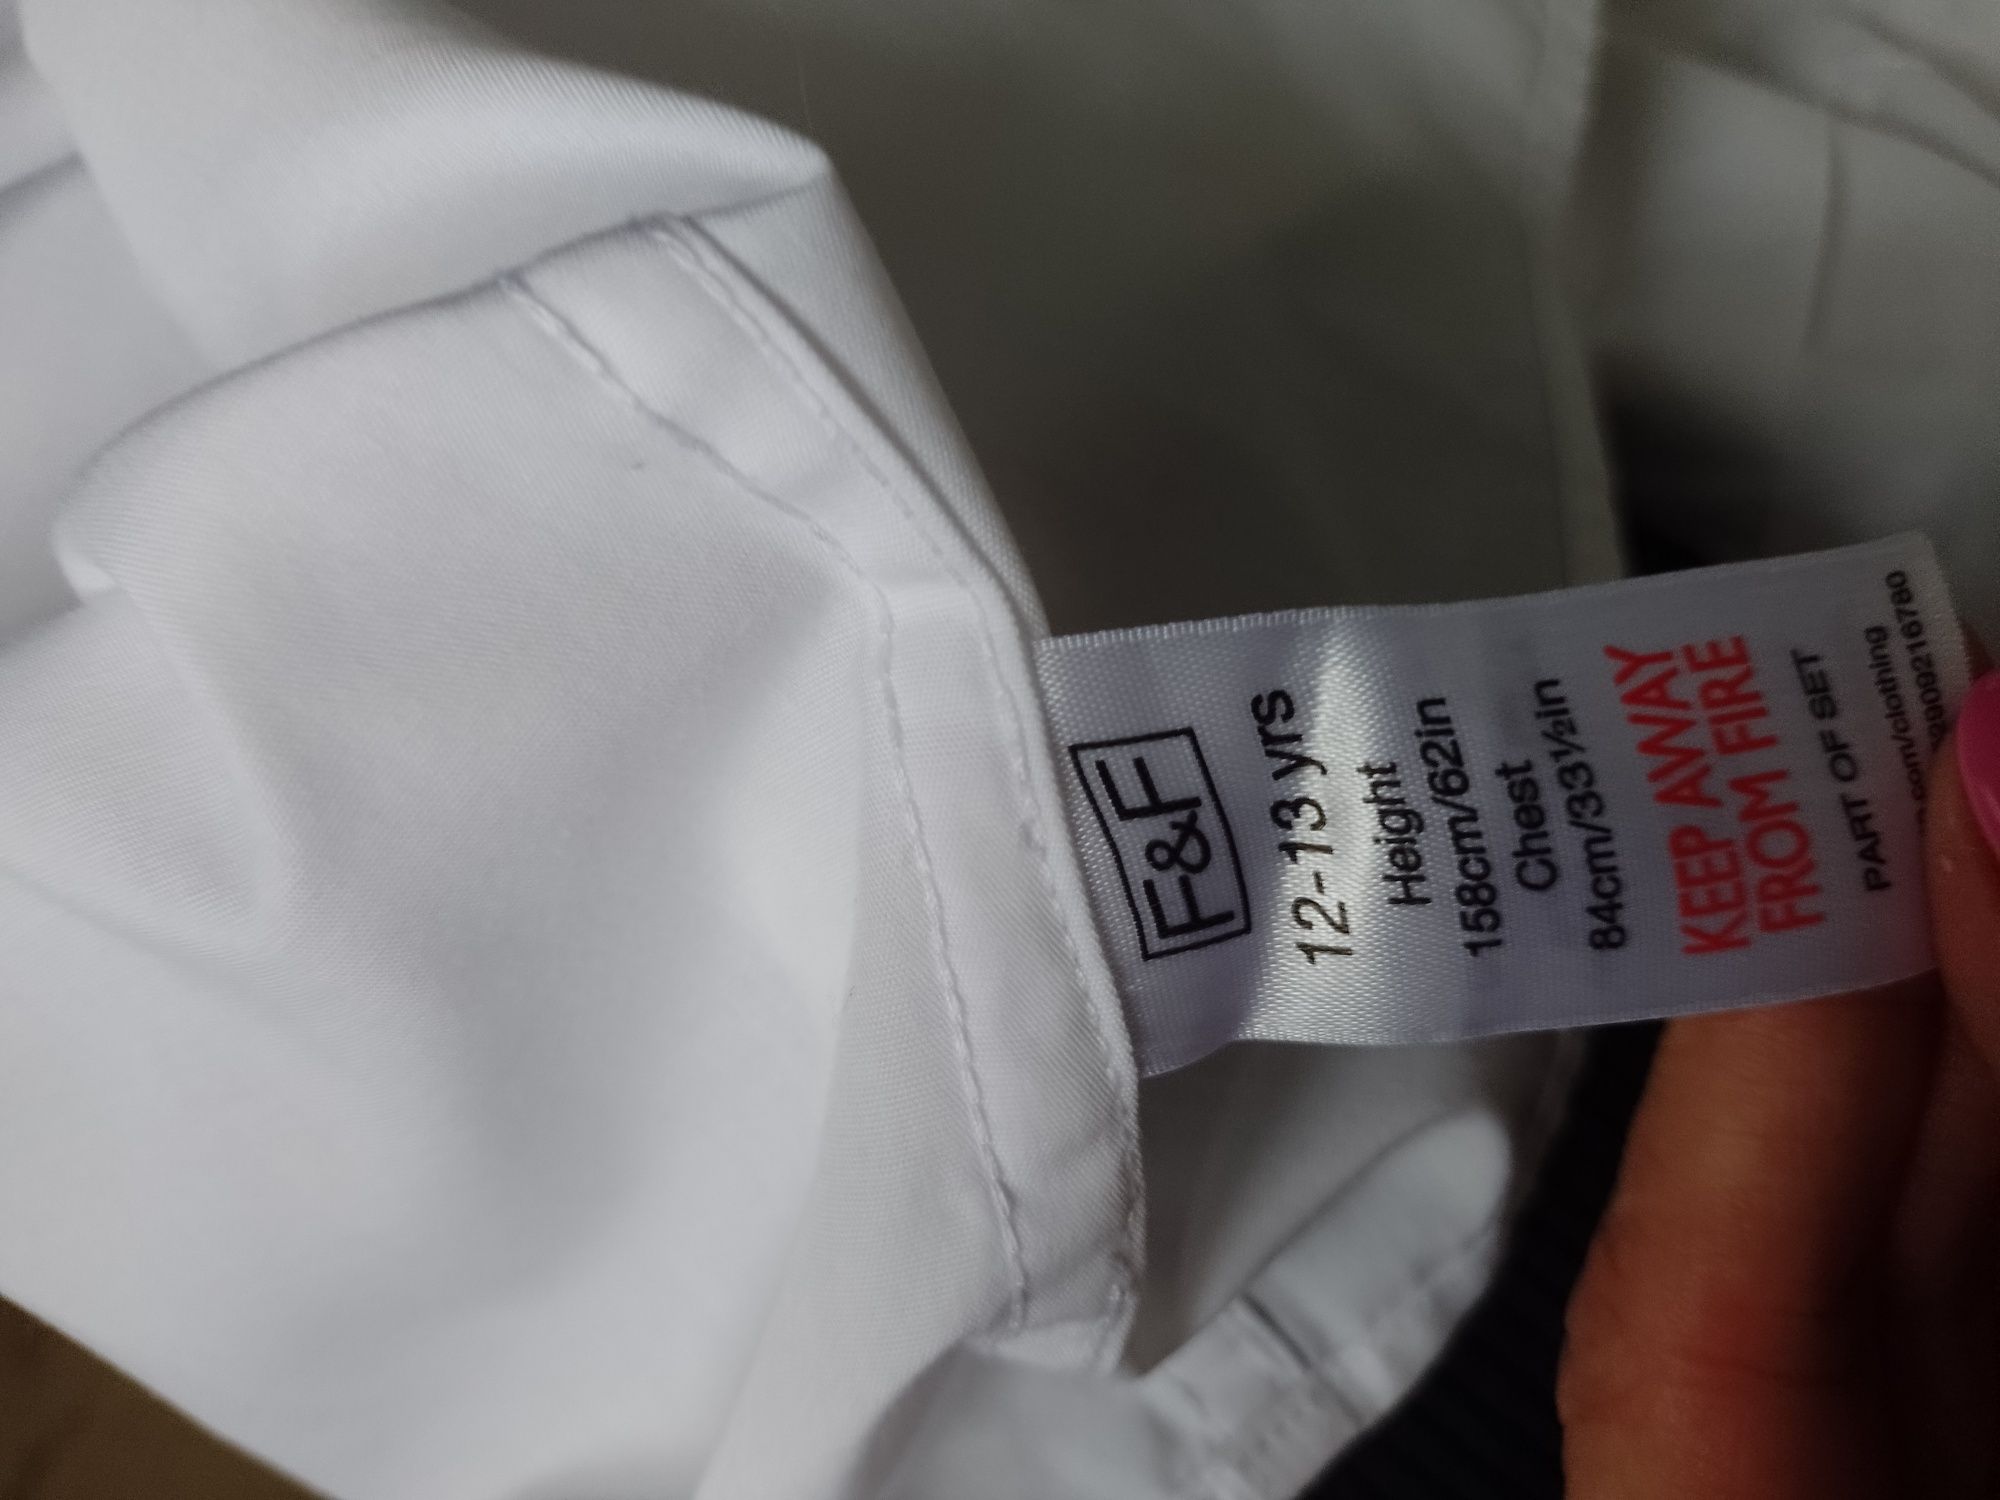 F&F
12-13 yrs
Height
158cm/62in
Chest
84cm/33½in
KEEP AWAY
FROM FIRE
PART OF SET